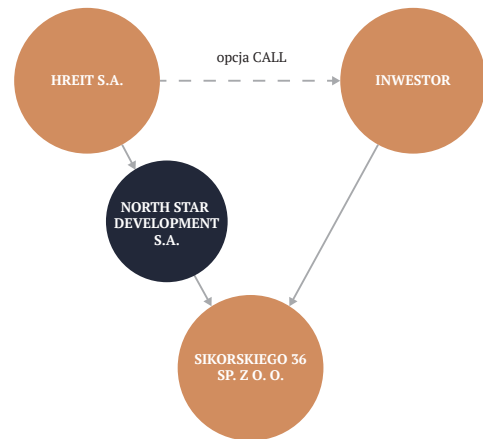 opcja CALL
HREIT S.A.
INWESTOR
NORTH STAR
DEVELOPMENT
S.A.
SIKORSKIEGO 36
SP. Z O. O.